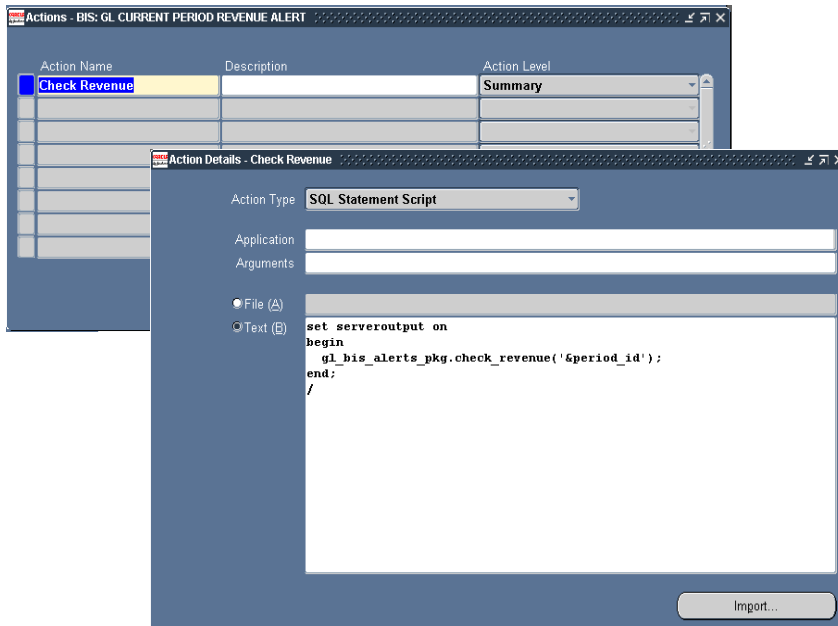 Actions - BIS: GL CURRENT PERIOD REVENUE ALERT
Action Name Description Action Level
Check Revenue Summary
Action Details - Check Revenue
Action Type SQL Statement Script
Application
Arguments
File (A)
Text (B)
set serveroutput on
begin
gl_bis_alerts_pkg.check_revenue('&period_id');
end;
/
Import...